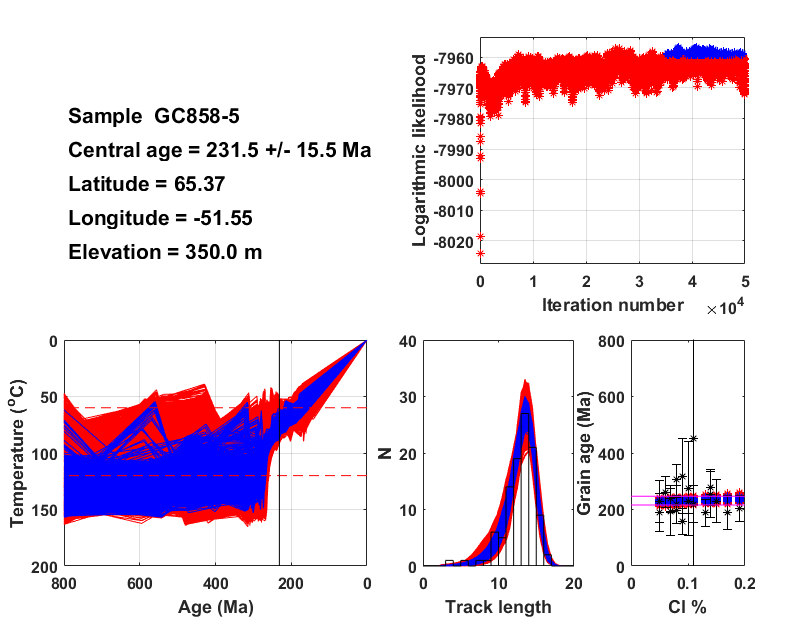 Sample  GC858-5
Central age = 231.5 +/- 15.5 Ma
Latitude = 65.37
Longitude = -51.55
Elevation = 350.0 m
Logarithmic likelihood
-7960
-7970
-7980
-7990
-8000
-8010
-8020
0 1 2 3 4 5
Iteration number
×10^4
Temperature (°C)
0
50
100
150
200
800 600 400 200 0
Age (Ma)
N
40
30
20
10
0
0 10 20
Track length
Grain age (Ma)
800
600
400
200
0
0 0.1 0.2
Cl %